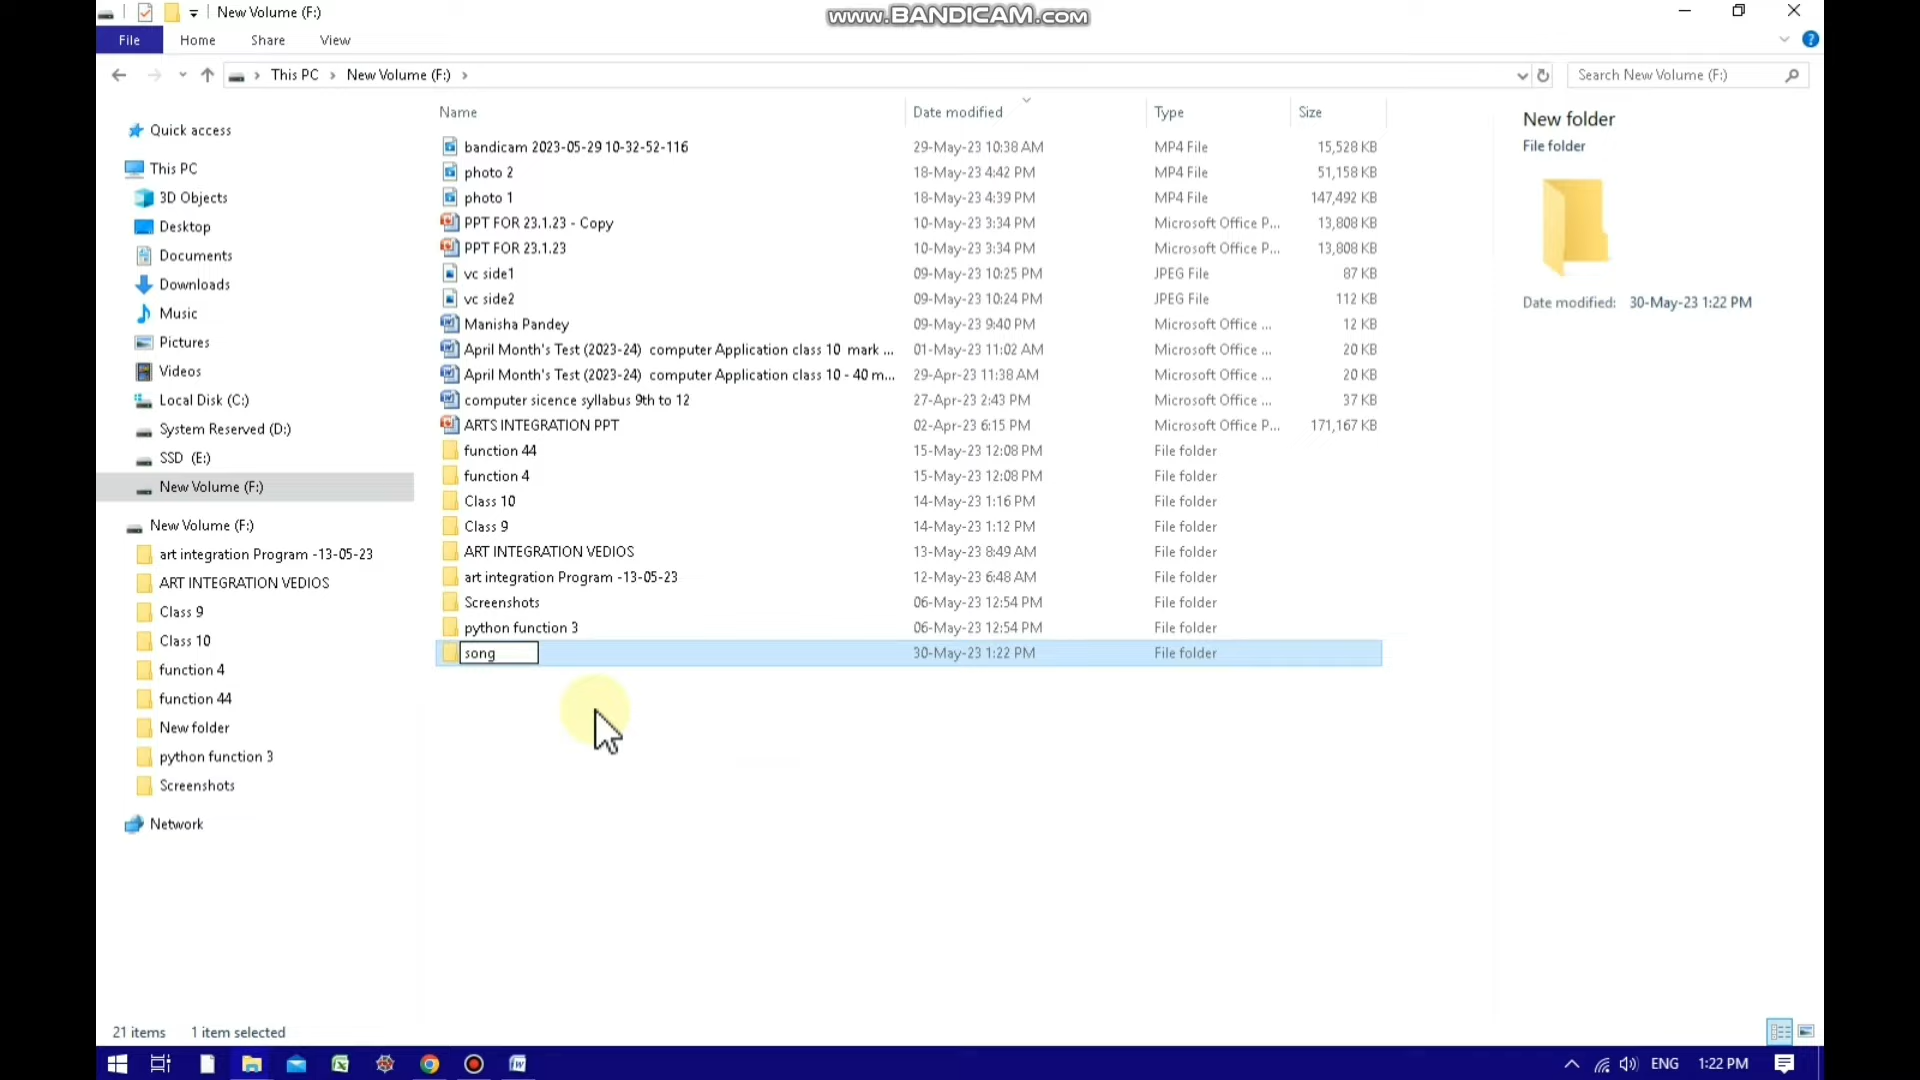 New Volume (F:)
www.BANDICAM.com
File Home Share View
This PC > New Volume (F:) >
Search New Volume (F:)
Name Date modified Type Size
Quick access
This PC
3D Objects
Desktop
Documents
Downloads
Music
Pictures
Videos
Local Disk (C:)
System Reserved (D:)
SSD (E:)
New Volume (F:)
New Volume (F:)
art integration Program -13-05-23
ART INTEGRATION VEDIOS
Class 9
Class 10
function 4
function 44
New folder
python function 3
Screenshots
Network
bandicam 2023-05-29 10-32-52-116 29-May-23 10:38 AM MP4 File 15,528 KB
photo 2 18-May-23 4:42 PM MP4 File 51,158 KB
photo 1 18-May-23 4:39 PM MP4 File 147,492 KB
PPT FOR 23.1.23 - Copy 10-May-23 3:34 PM Microsoft Office P... 13,808 KB
PPT FOR 23.1.23 10-May-23 3:34 PM Microsoft Office P... 13,808 KB
vc side1 09-May-23 10:25 PM JPEG File 87 KB
vc side2 09-May-23 10:24 PM JPEG File 112 KB
Manisha Pandey 09-May-23 9:40 PM Microsoft Office ... 12 KB
April Month's Test (2023-24) computer Application class 10 mark ... 01-May-23 11:02 AM Microsoft Office ... 20 KB
April Month's Test (2023-24) computer Application class 10 - 40 m... 29-Apr-23 11:38 AM Microsoft Office ... 20 KB
computer sicence syllabus 9th to 12 27-Apr-23 2:43 PM Microsoft Office ... 37 KB
ARTS INTEGRATION PPT 02-Apr-23 6:15 PM Microsoft Office P... 171,167 KB
function 44 15-May-23 12:08 PM File folder
function 4 15-May-23 12:08 PM File folder
Class 10 14-May-23 1:16 PM File folder
Class 9 14-May-23 1:12 PM File folder
ART INTEGRATION VEDIOS 13-May-23 8:49 AM File folder
art integration Program -13-05-23 12-May-23 6:48 AM File folder
Screenshots 06-May-23 12:54 PM File folder
python function 3 06-May-23 12:54 PM File folder
song 30-May-23 1:22 PM File folder
New folder
File folder
Date modified: 30-May-23 1:22 PM
21 items 1 item selected
ENG 1:22 PM